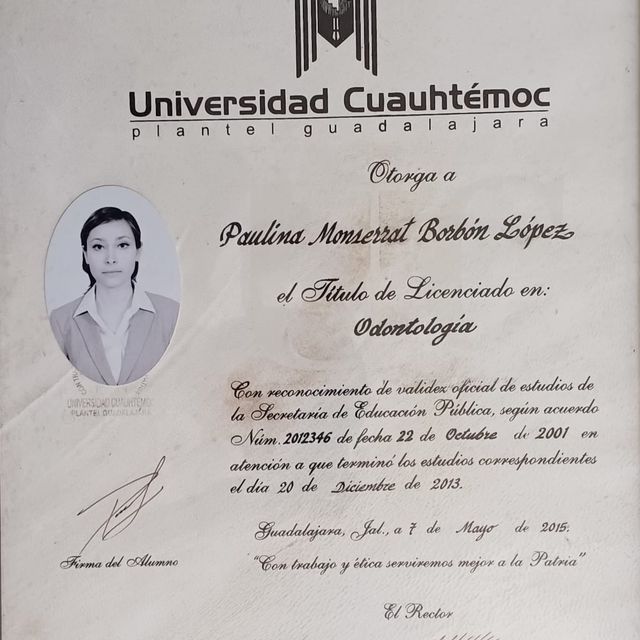 Universidad Cuauhtémoc
plantel guadalajara
Otorga a
Paulina Monserrat Borbón López
el Título de Licenciado en:
Odontología
Con reconocimiento de validez oficial de estudios de
la Secretaría de Educación Pública, según acuerdo
Núm. 2012346 de fecha 22 de Octubre de 2001 en
atención a que terminó los estudios correspondientes
el día 20 de Diciembre de 2013.
UNIVERSIDAD CUAUHTEMOC
PLANTEL GUADALAJARA
Guadalajara, Jal., a 7 de Mayo de 2015.
Firma del Alumno
"Con trabajo y ética serviremos mejor a la Patria"
El Rector